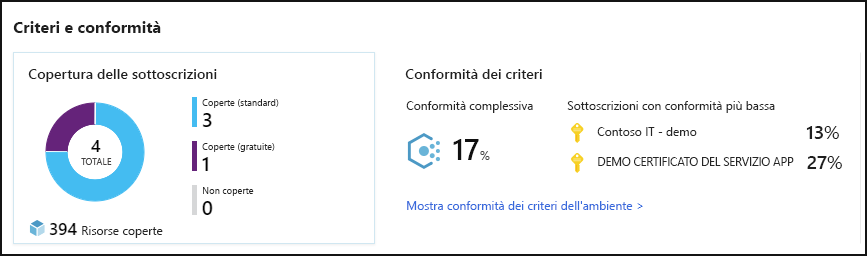 Criteri e conformità
Copertura delle sottoscrizioni
4
TOTALE
Coperte (standard)
3
Coperte (gratuite)
1
Non coperte
0
394 Risorse coperte
Conformità dei criteri
Conformità complessiva
17%
Sottoscrizioni con conformità più bassa
Contoso IT - demo 13%
DEMO CERTIFICATO DEL SERVIZIO APP 27%
Mostra conformità dei criteri dell'ambiente >